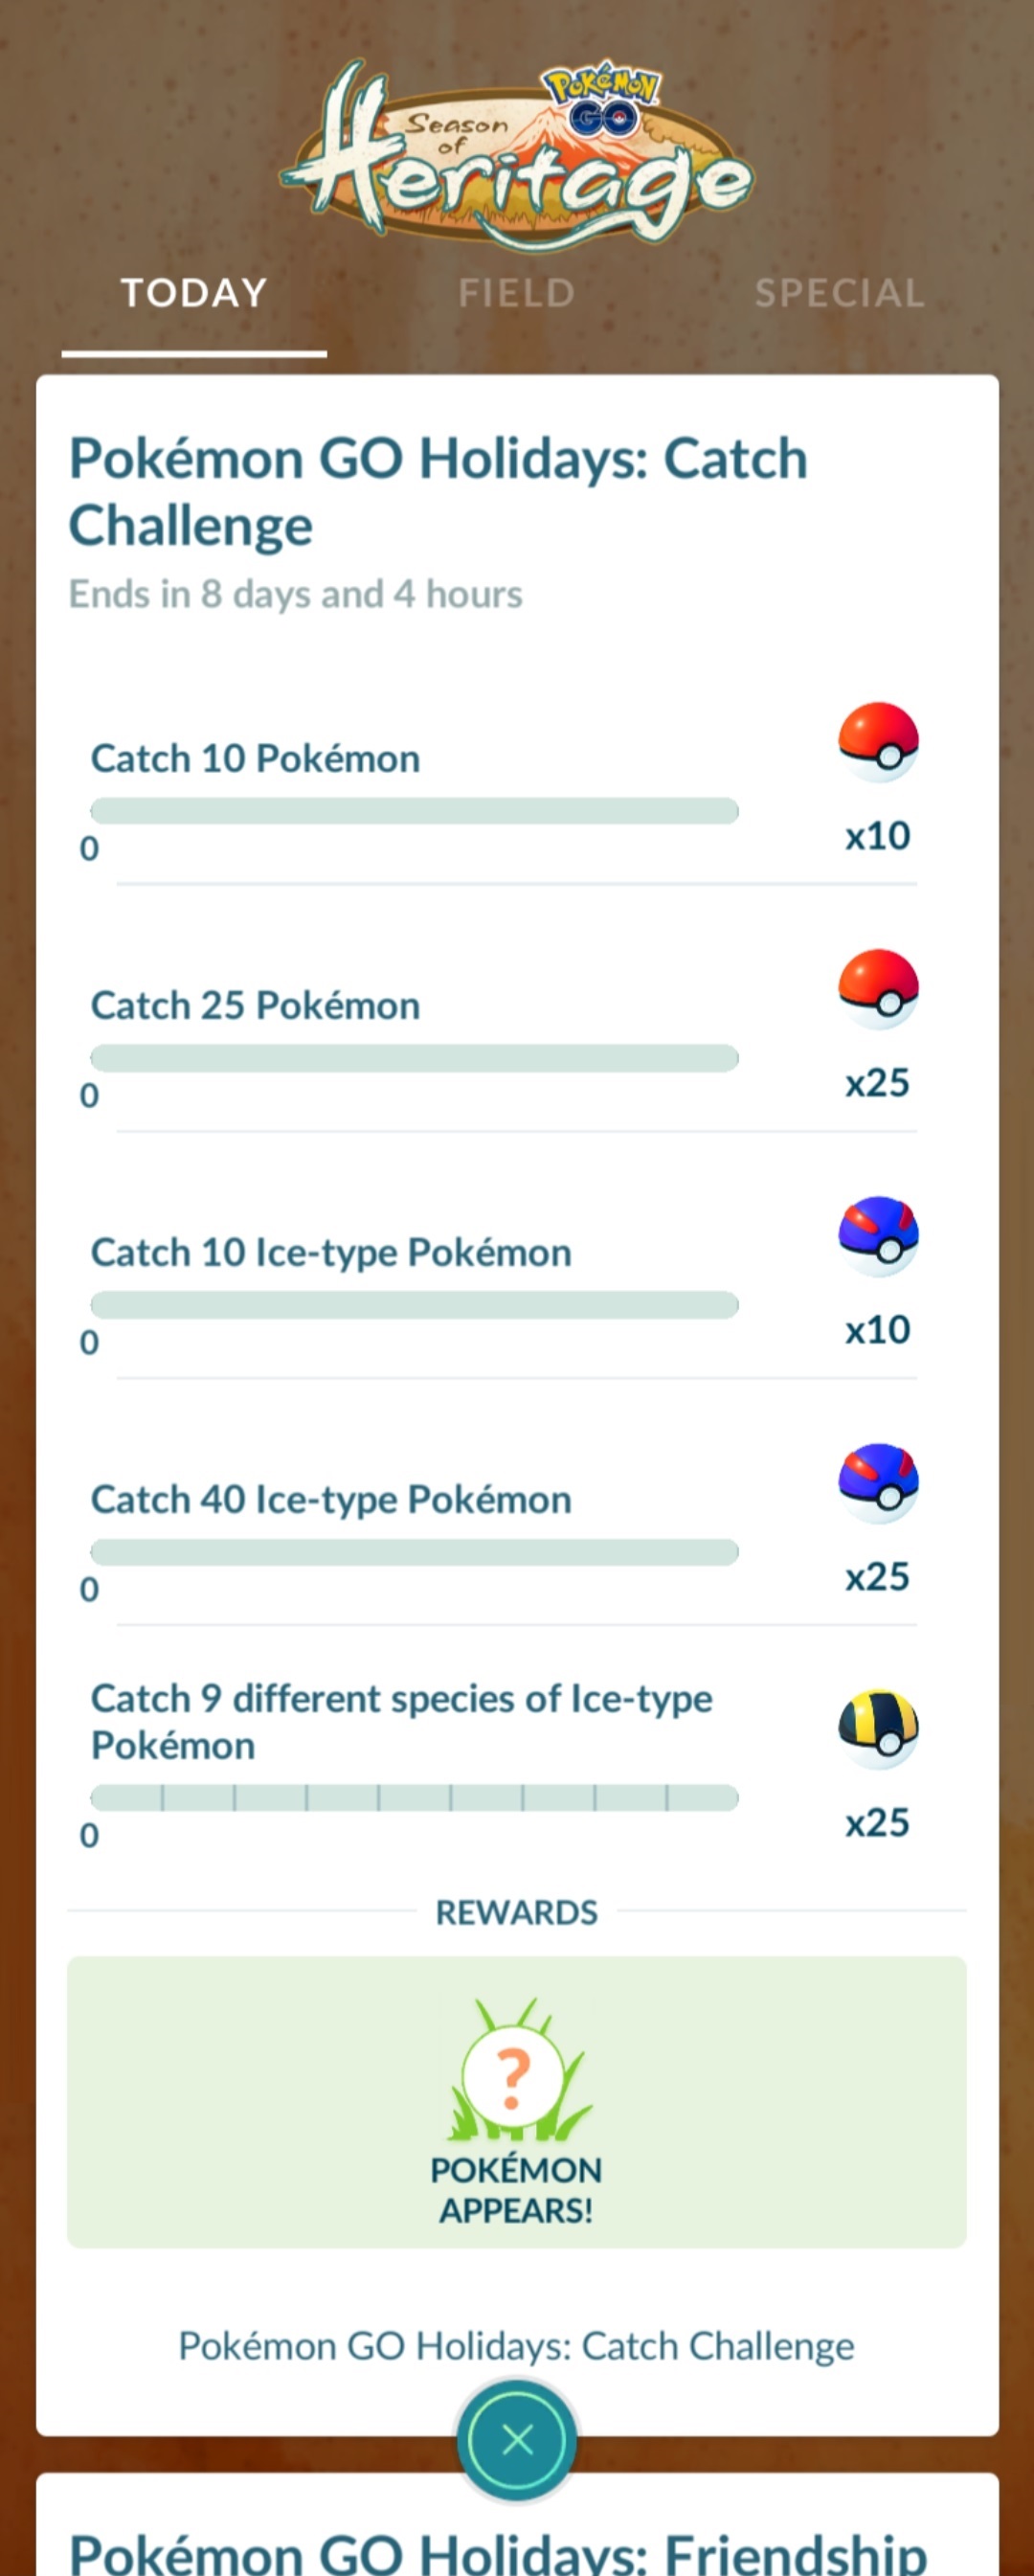 Season
of
Heritage
POKÉMON
GO
TODAY
FIELD
SPECIAL
Pokémon GO Holidays: Catch
Challenge
Ends in 8 days and 4 hours
Catch 10 Pokémon
0
x10
Catch 25 Pokémon
0
x25
Catch 10 Ice-type Pokémon
0
x10
Catch 40 Ice-type Pokémon
0
x25
Catch 9 different species of Ice-type
Pokémon
0
x25
REWARDS
?
POKÉMON
APPEARS!
Pokémon GO Holidays: Catch Challenge
Pokémon GO Holidays: Friendship